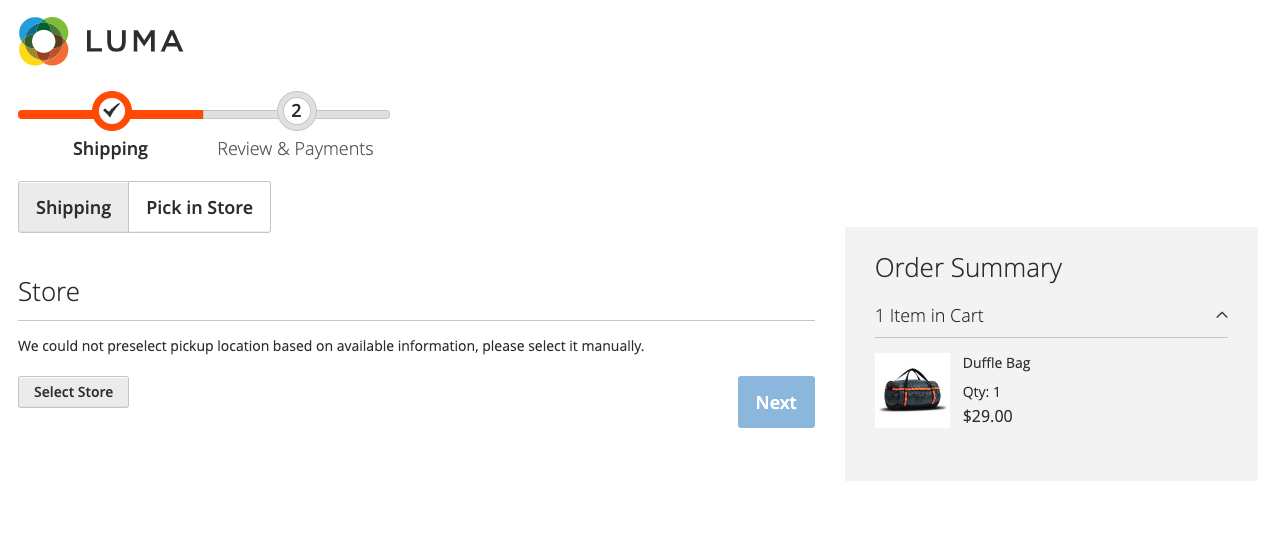 LUMA
2
Shipping
Review & Payments
Shipping
Pick in Store
Store
We could not preselect pickup location based on available information, please select it manually.
Select Store
Next
Order Summary
1 Item in Cart
Duffle Bag
Qty: 1
$29.00